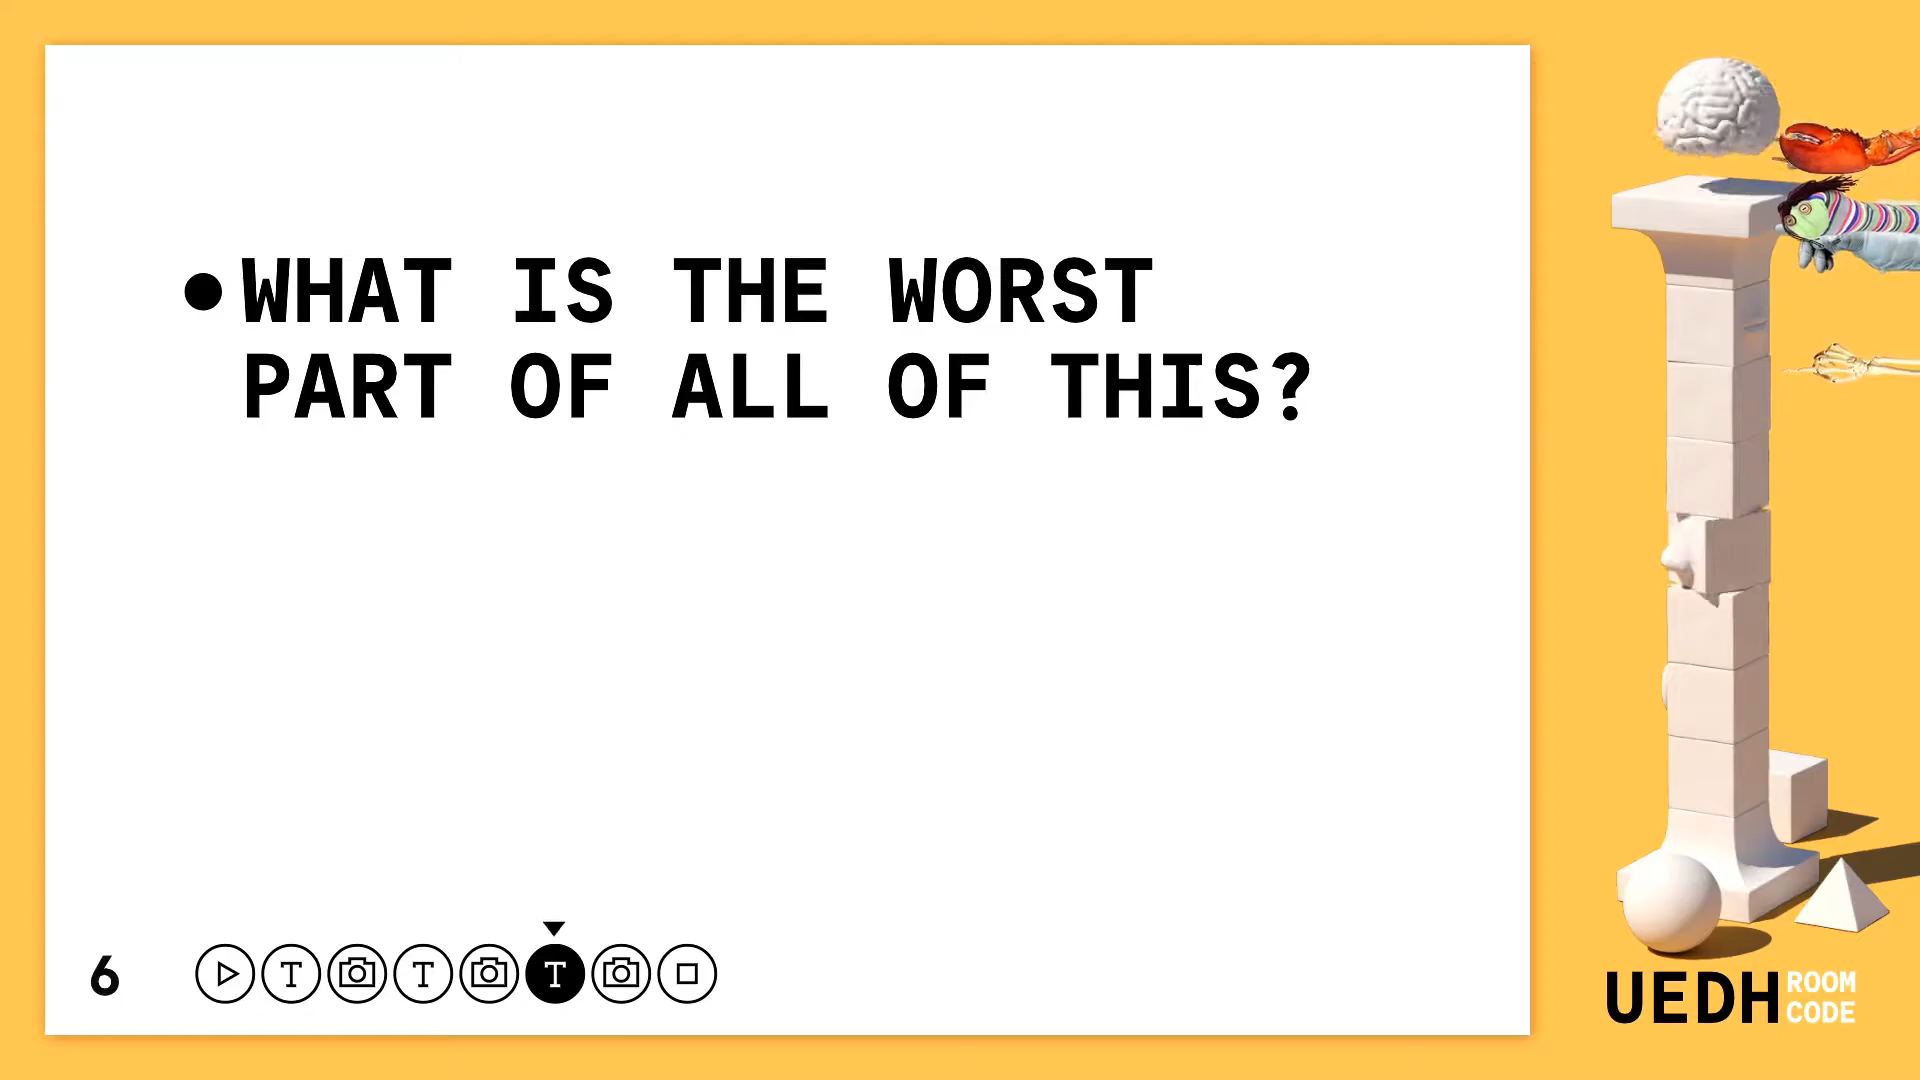 •WHAT IS THE WORST
PART OF ALL OF THIS?
6
T
T
T
UEDH
ROOM
CODE